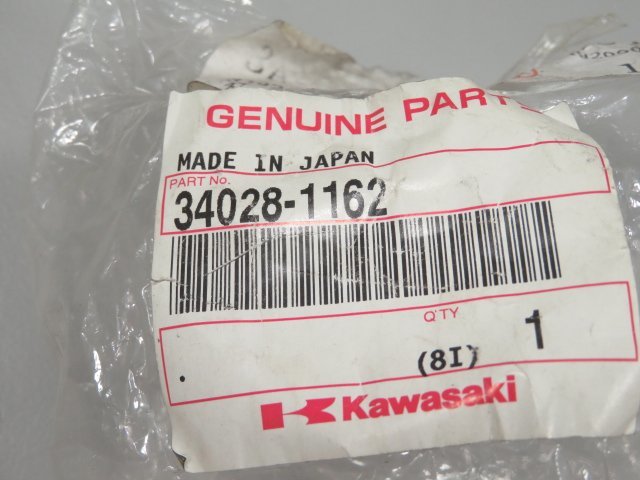 GENUINE PARTS
MADE IN JAPAN
PART No.
34028-1162
Q'TY
1
(8I)
Kawasaki